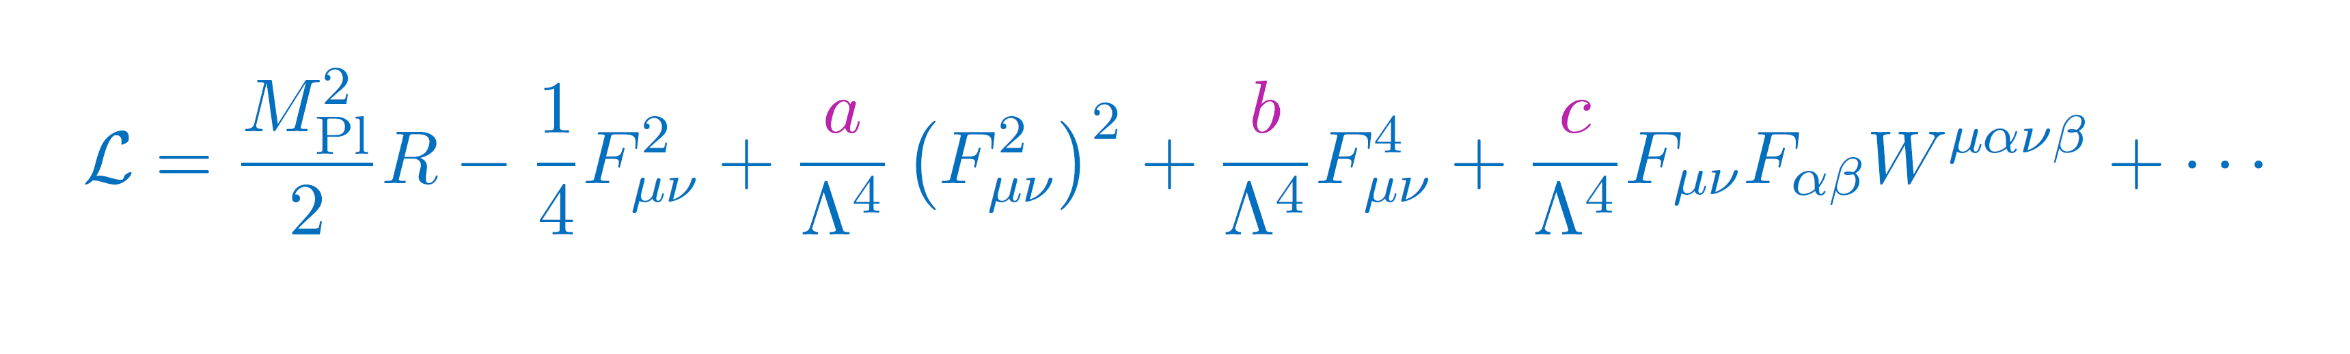 $\mathcal{L} = \frac{M_{\mathrm{Pl}}^2}{2} R - \frac{1}{4} F_{\mu\nu}^2 + \frac{a}{\Lambda^4} \left( F_{\mu\nu}^2 \right)^2 + \frac{b}{\Lambda^4} F_{\mu\nu}^4 + \frac{c}{\Lambda^4} F_{\mu\nu} F_{\alpha\beta} W^{\mu\alpha\nu\beta} + \cdots$